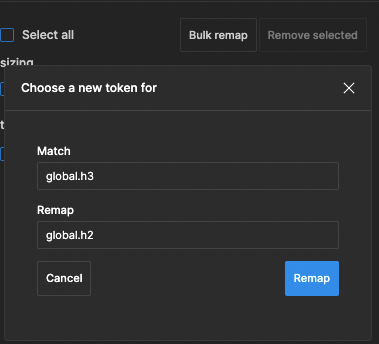 Select all
Bulk remap
Remove selected
sizing
Choose a new token for
Match
global.h3
Remap
global.h2
Cancel
Remap